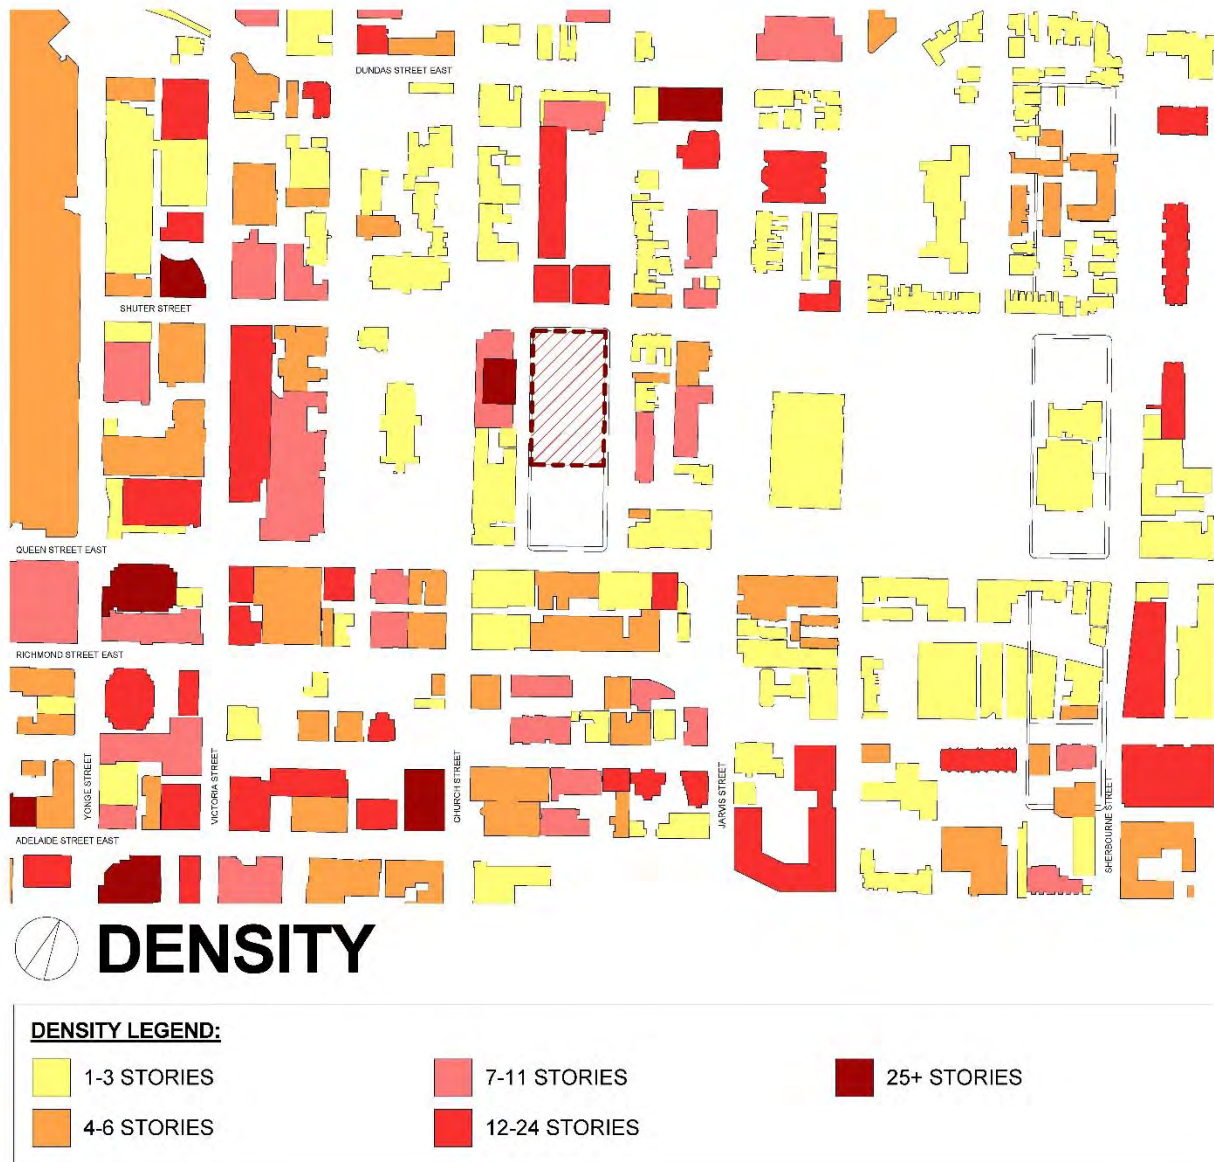 DUNDAS STREET EAST
SHUTER STREET
QUEEN STREET EAST
RICHMOND STREET EAST
YONGE STREET
VICTORIA STREET
CHURCH STREET
JARVIS STREET
SHERBOURNE STREET
ADELAIDE STREET EAST
DENSITY
DENSITY LEGEND:
1-3 STORIES
7-11 STORIES
25+ STORIES
4-6 STORIES
12-24 STORIES